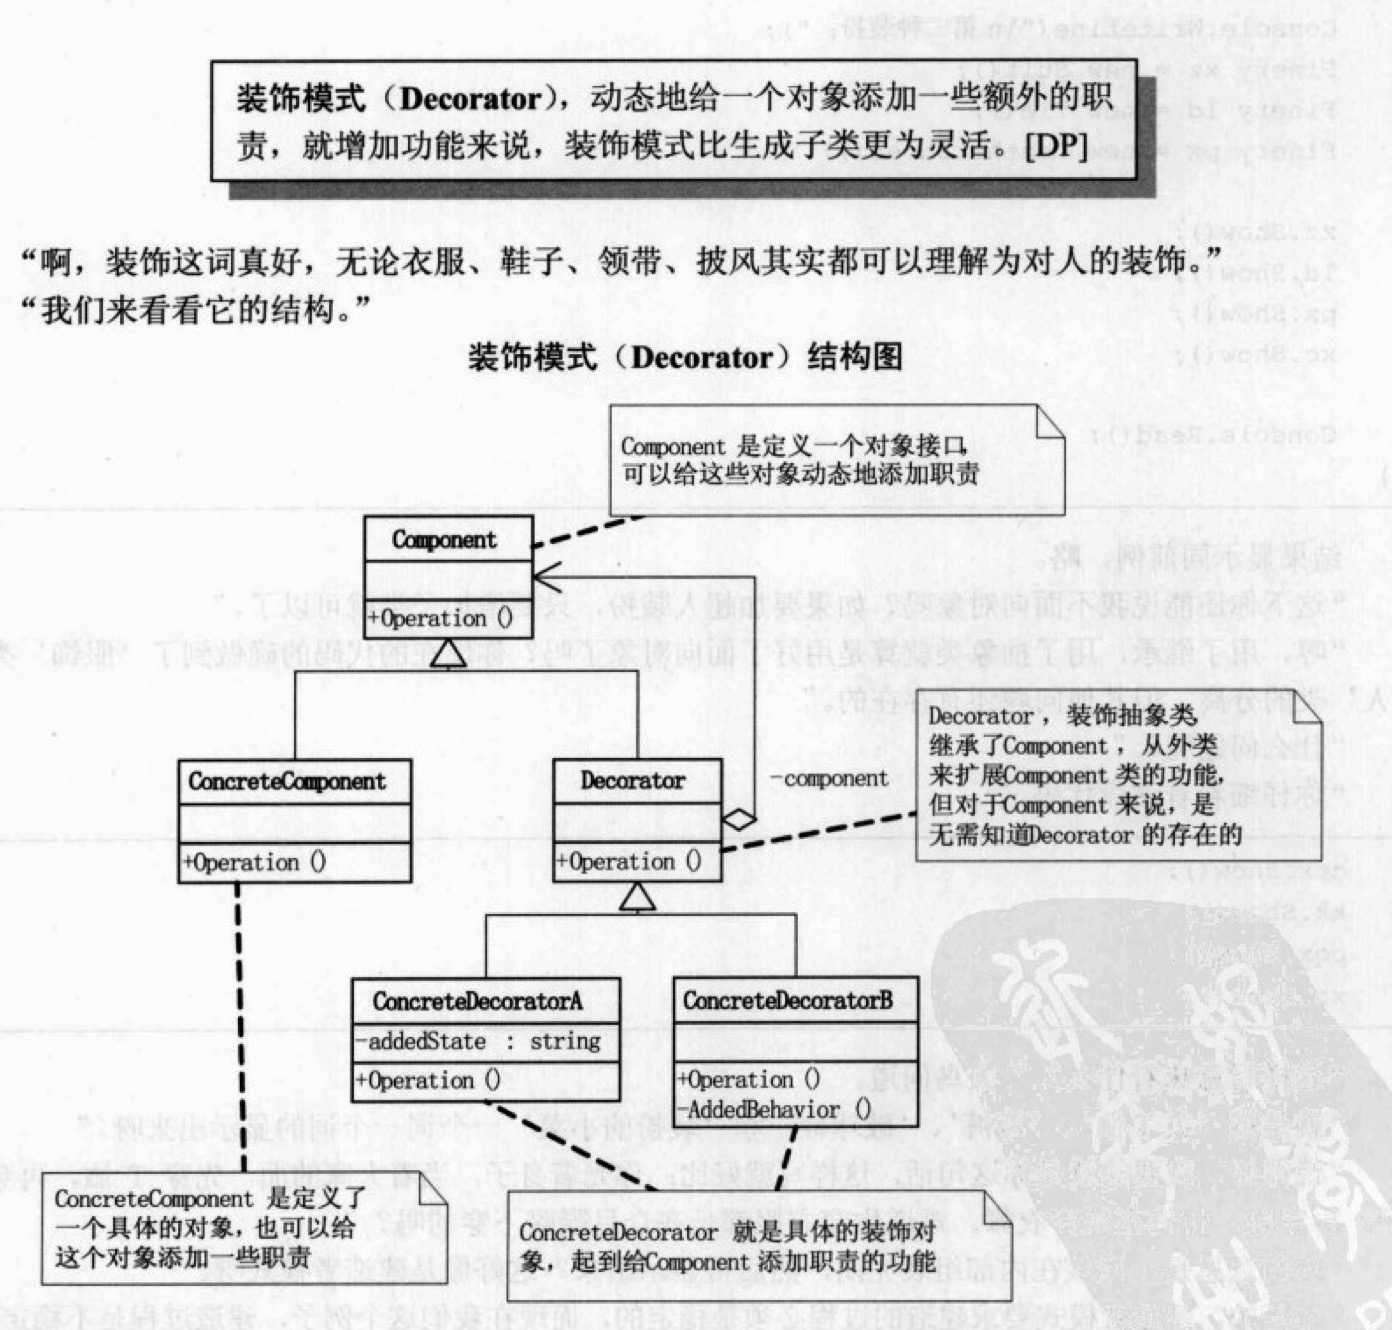 装饰模式（Decorator），动态地给一个对象添加一些额外的职
责，就增加功能来说，装饰模式比生成子类更为灵活。[DP]
“啊，装饰这词真好，无论衣服、鞋子、领带、披风其实都可以理解为对人的装饰。”
“我们来看看它的结构。”
装饰模式（Decorator）结构图
Component 是定义一个对象接口，
可以给这些对象动态地添加职责
Component
+Operation()
ConcreteComponent
+Operation()
Decorator
+Operation()
-component
Decorator，装饰抽象类，
继承了Component，从外类
来扩展Component 类的功能，
但对于Component 来说，是
无需知道Decorator 的存在的
ConcreteDecoratorA
-addedState : string
+Operation()
ConcreteDecoratorB
+Operation()
-AddedBehavior()
ConcreteComponent 是定义了
一个具体的对象，也可以给
这个对象添加一些职责
ConcreteDecorator 就是具体的装饰对
象，起到给Component 添加职责的功能